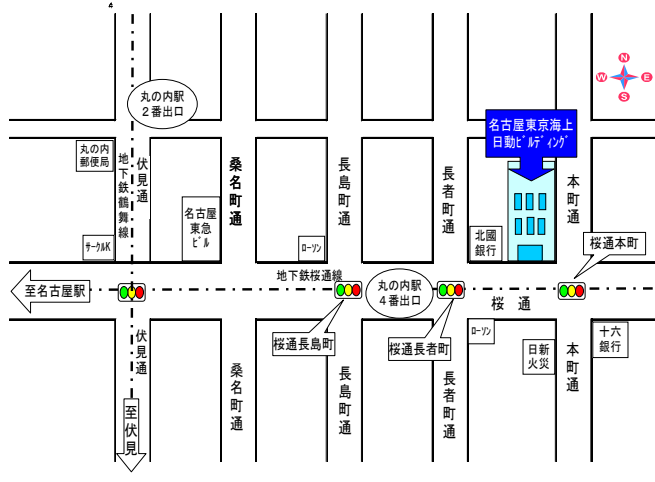 4
N
W
E
S
丸の内駅
２番出口
名古屋東京海上
日動ビルディング
丸の内
郵便局
地下鉄鶴舞線
伏見通
桑名町通
長島町通
長者町通
本町通
名古屋
東急
ビル
サークルK
ローソン
北國
銀行
桜通本町
地下鉄桜通線
至名古屋駅
丸の内駅
４番出口
桜通
伏見通
桜通長島町
桜通長者町
ローソン
日新
火災
十六
銀行
桑名町通
長島町通
長者町通
本町通
至伏見